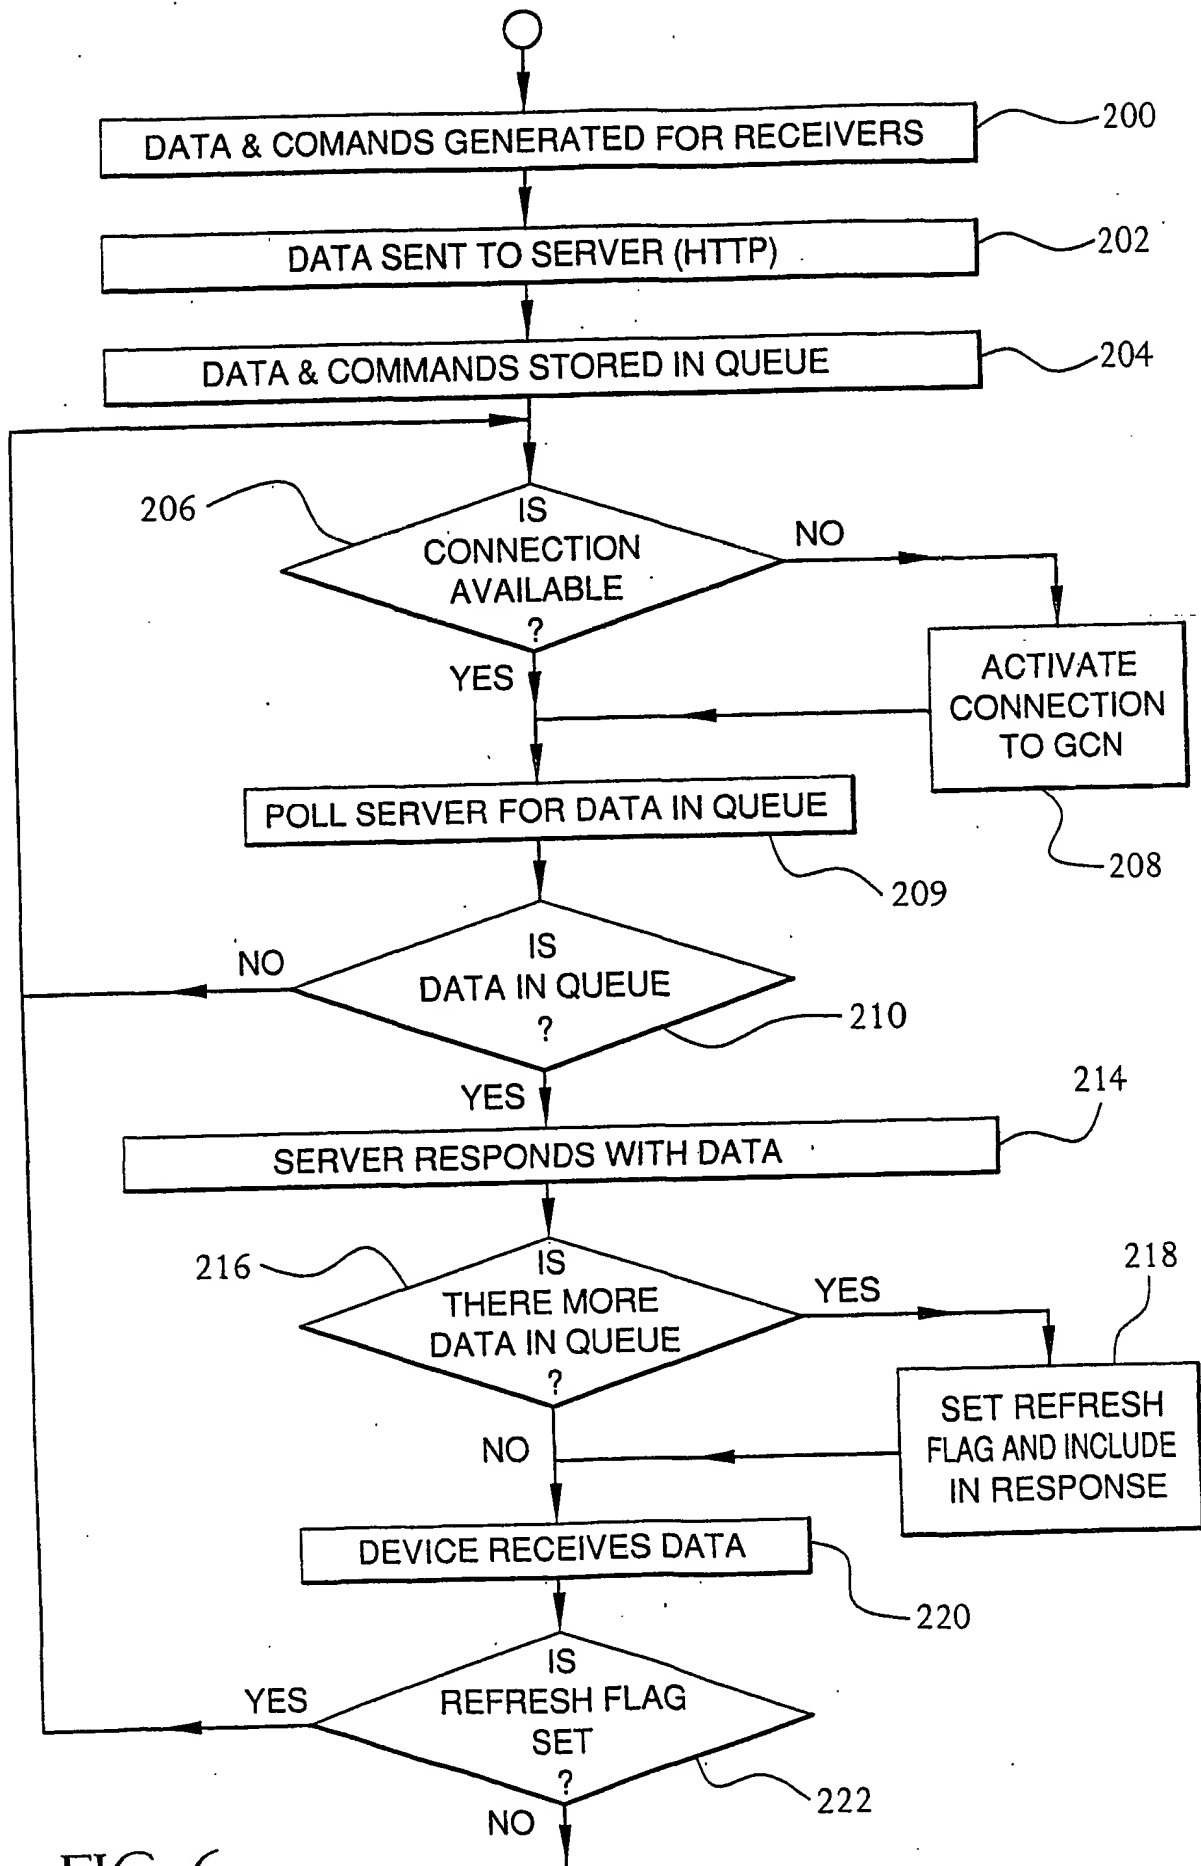 DATA & COMANDS GENERATED FOR RECEIVERS
200
DATA SENT TO SERVER (HTTP)
202
DATA & COMMANDS STORED IN QUEUE
204
206
IS
CONNECTION
AVAILABLE
?
NO
YES
ACTIVATE
CONNECTION
TO GCN
208
POLL SERVER FOR DATA IN QUEUE
209
IS
DATA IN QUEUE
?
NO
210
YES
214
SERVER RESPONDS WITH DATA
216
IS
THERE MORE
DATA IN QUEUE
?
YES
218
NO
SET REFRESH
FLAG AND INCLUDE
IN RESPONSE
DEVICE RECEIVES DATA
220
IS
REFRESH FLAG
SET
?
YES
222
NO
FIG. 6